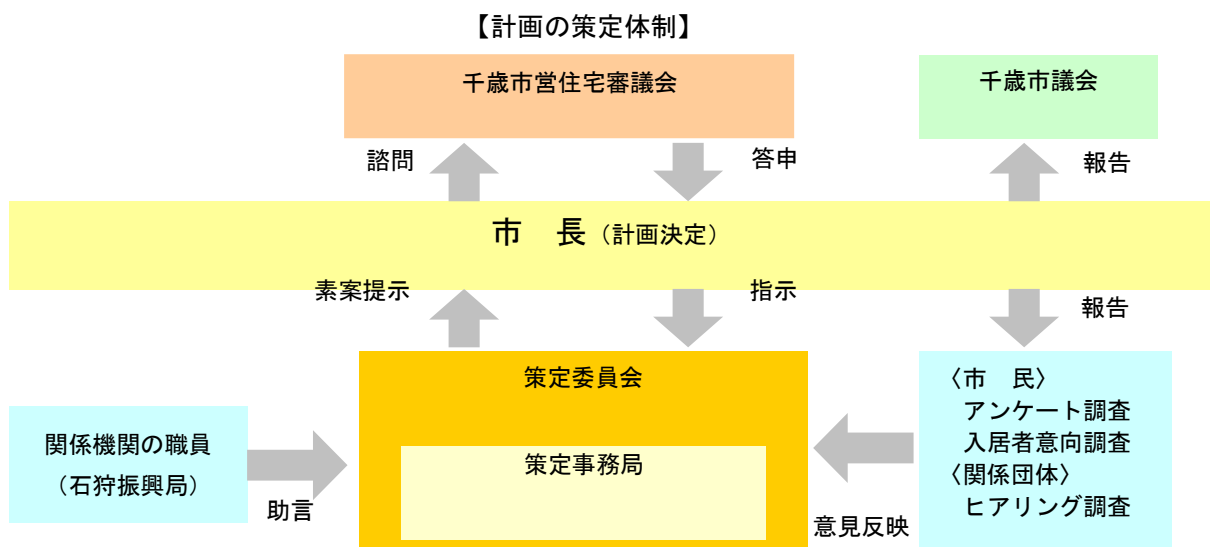 【計画の策定体制】
千歳市営住宅審議会
千歳市議会
諮問
答申
報告
市　長（計画決定）
素案提示
指示
報告
策定委員会
策定事務局
関係機関の職員
（石狩振興局）
助言
〈市　民〉
アンケート調査
入居者意向調査
〈関係団体〉
ヒアリング調査
意見反映